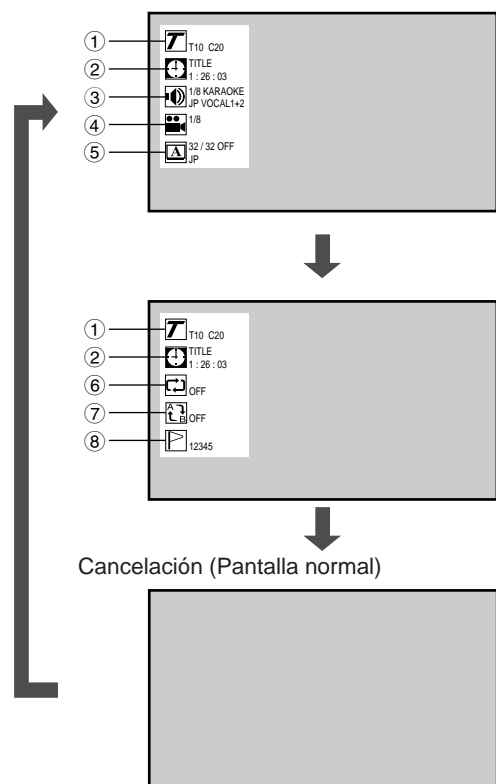 1 T T10 C20
2 TITLE
1 : 26 : 03
3 1/8 KARAOKE
JP VOCAL1+2
4 1/8
5 A 32 / 32 OFF
JP
1 T T10 C20
2 TITLE
1 : 26 : 03
6 OFF
7 A B OFF
8 12345
Cancelación (Pantalla normal)